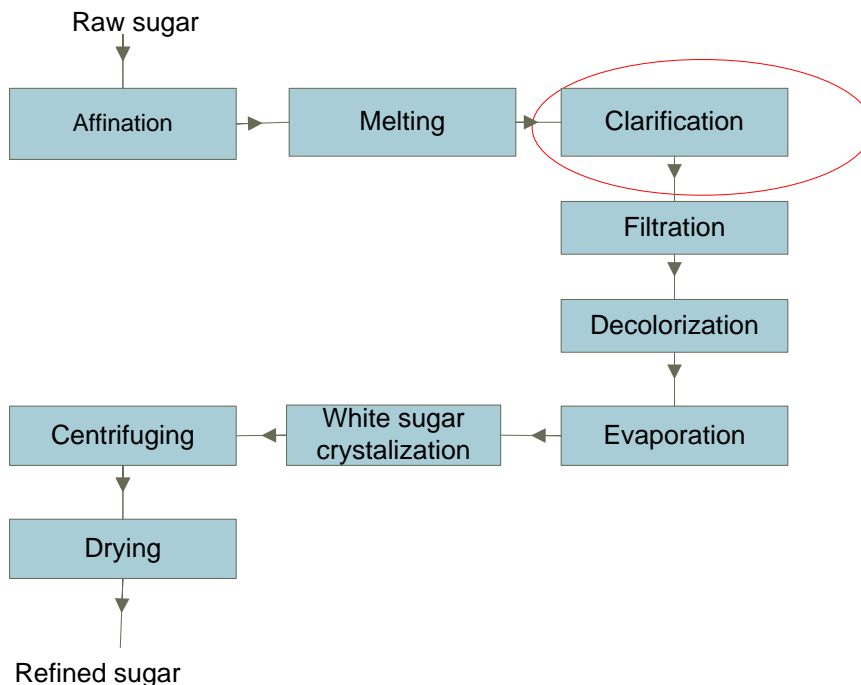 Raw sugar
Affination
Melting
Clarification
Filtration
Decolorization
Evaporation
White sugar
crystalization
Centrifuging
Drying
Refined sugar